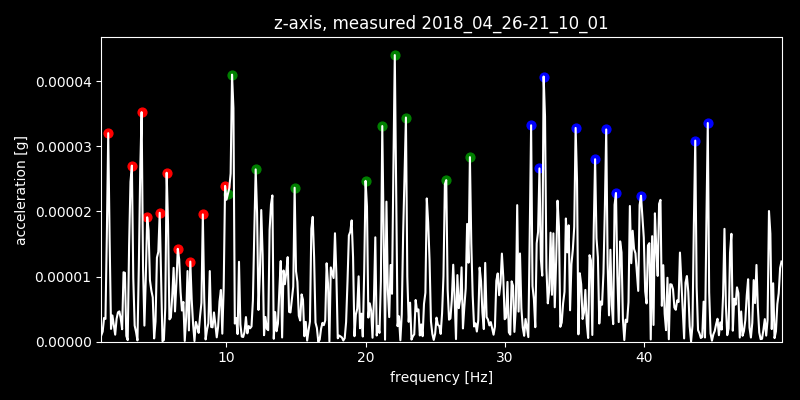 z-axis, measured 2018_04_26-21_10_01
acceleration [g]
0.00004
0.00003
0.00002
0.00001
0.00000
10 20 30 40
frequency [Hz]